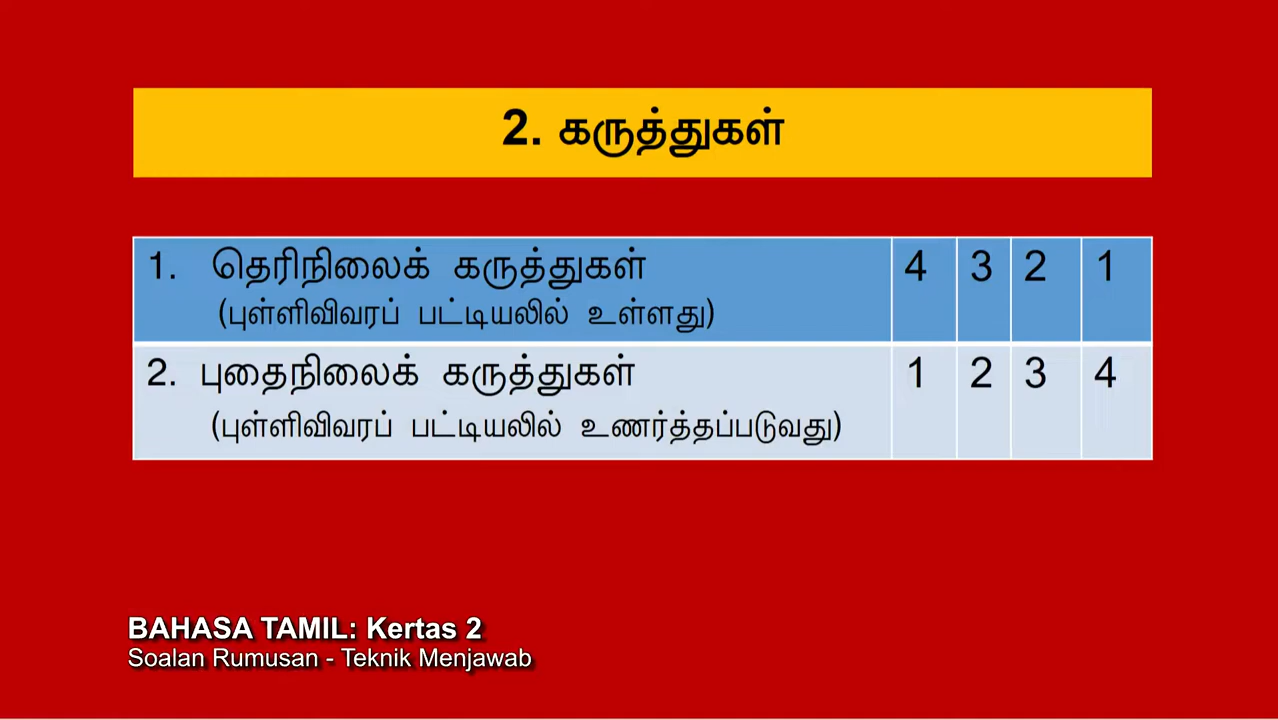 2. கருத்துகள்
1. தெரிநிலைக் கருத்துகள் 4 3 2 1
(புள்ளிவிவரப் பட்டியலில் உள்ளது)
2. புதைநிலைக் கருத்துகள் 1 2 3 4
(புள்ளிவிவரப் பட்டியலில் உணர்த்தப்படுவது)
BAHASA TAMIL: Kertas 2
Soalan Rumusan - Teknik Menjawab